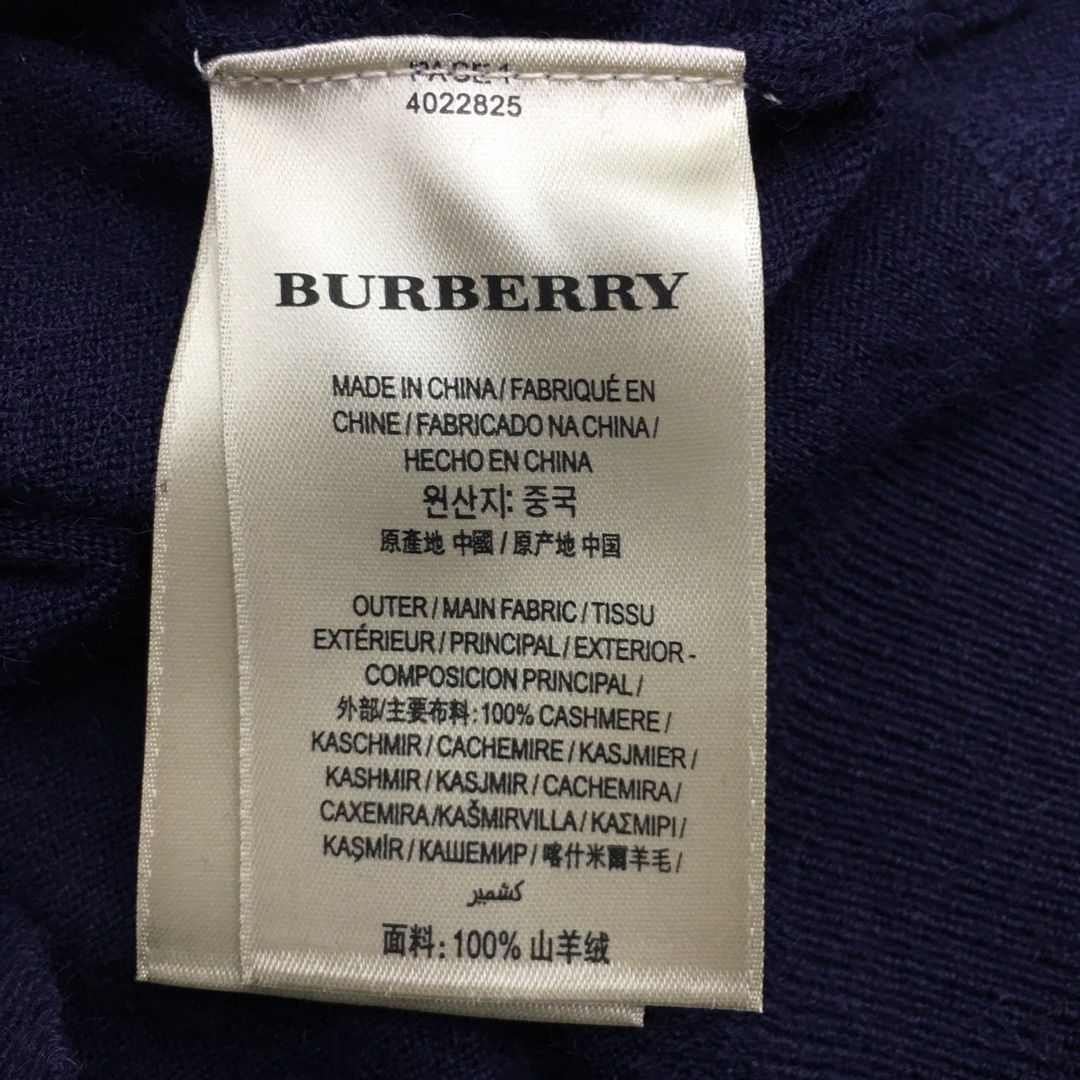 PAGE 1
4022825
BURBERRY
MADE IN CHINA / FABRIQUÉ EN
CHINE / FABRICADO NA CHINA /
HECHO EN CHINA
원산지: 중국
原產地 中國 / 原产地 中国
OUTER / MAIN FABRIC / TISSU
EXTÉRIEUR / PRINCIPAL / EXTERIOR -
COMPOSICION PRINCIPAL /
外部/主要布料: 100% CASHMERE /
KASCHMIR / CACHEMIRE / KASJMIER /
KASHMIR / KASJMIR / CACHEMIRA /
CAXEMIRA /KAŠMIRVILLA / ΚΑΣΜΙΡΙ /
KAŞMİR / КАШЕМИР / 喀什米爾羊毛 /
كشمير
面料: 100% 山羊绒